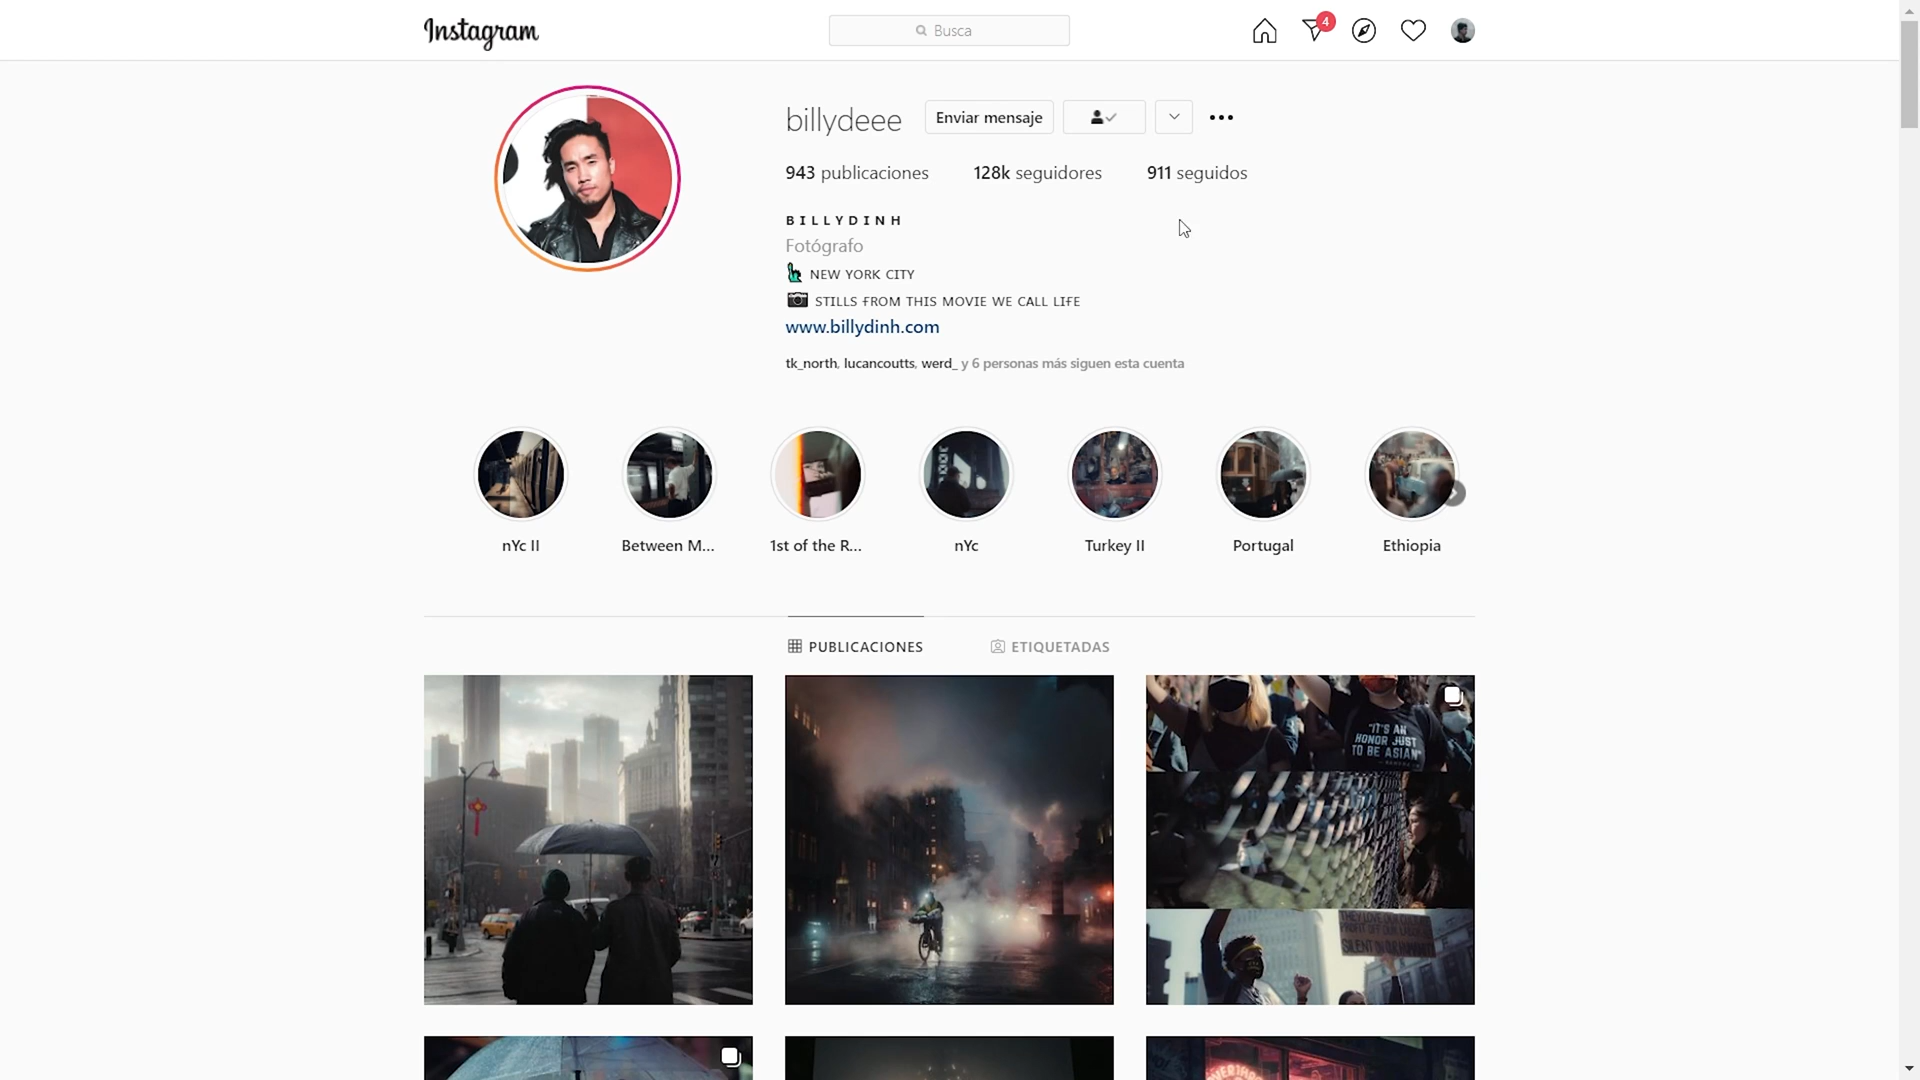 Instagram
Busca
4
billydeee
Enviar mensaje
943 publicaciones 128k seguidores 911 seguidos
B I L L Y D I N H
Fotógrafo
NEW YORK CITY
STILLS FROM THIS MOVIE WE CALL LIFE
www.billydinh.com
tk_north, lucancoutts, werd_ y 6 personas más siguen esta cuenta
nYc II
Between M...
1st of the R...
nYc
Turkey II
Portugal
Ethiopia
PUBLICACIONES
ETIQUETADAS
"IT'S AN
HONOR JUST
TO BE ASIAN"